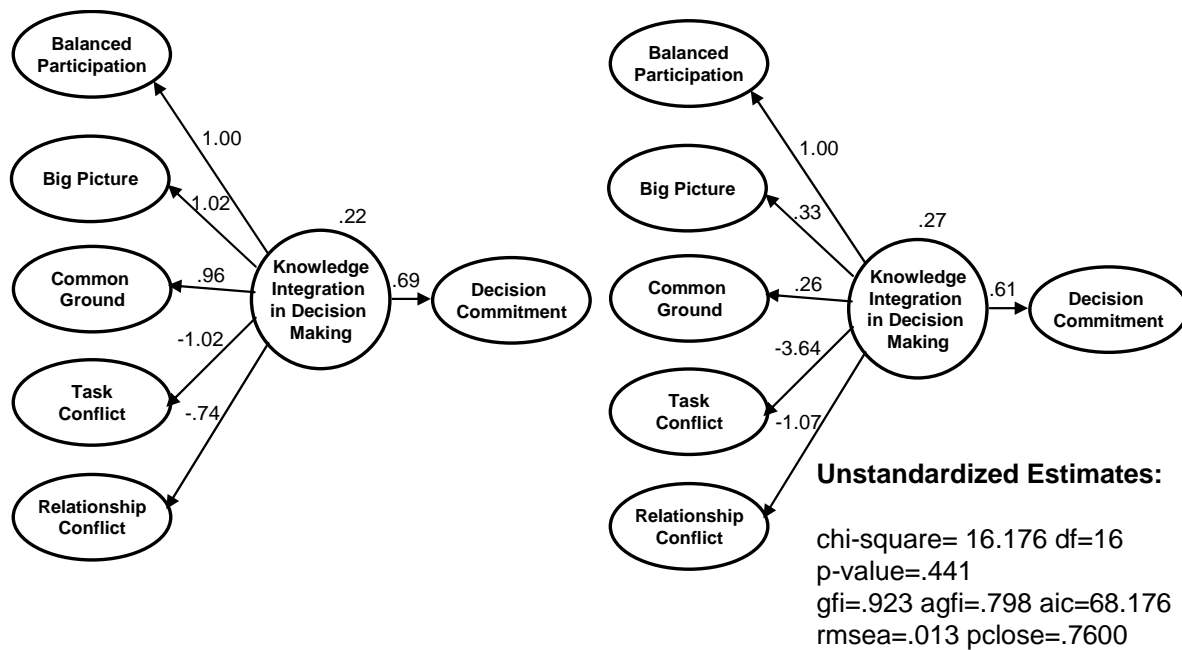 Balanced
Participation
1.00
Big Picture
1.02
.22
Common
Ground
.96
Knowledge
Integration
in Decision
Making
.69
Decision
Commitment
-1.02
Task
Conflict
-.74
Relationship
Conflict
Balanced
Participation
1.00
Big Picture
.33
.27
Common
Ground
.26
Knowledge
Integration
in Decision
Making
.61
Decision
Commitment
-3.64
Task
Conflict
-1.07
Relationship
Conflict
Unstandardized Estimates:
chi-square= 16.176 df=16
p-value=.441
gfi=.923 agfi=.798 aic=68.176
rmsea=.013 pclose=.7600